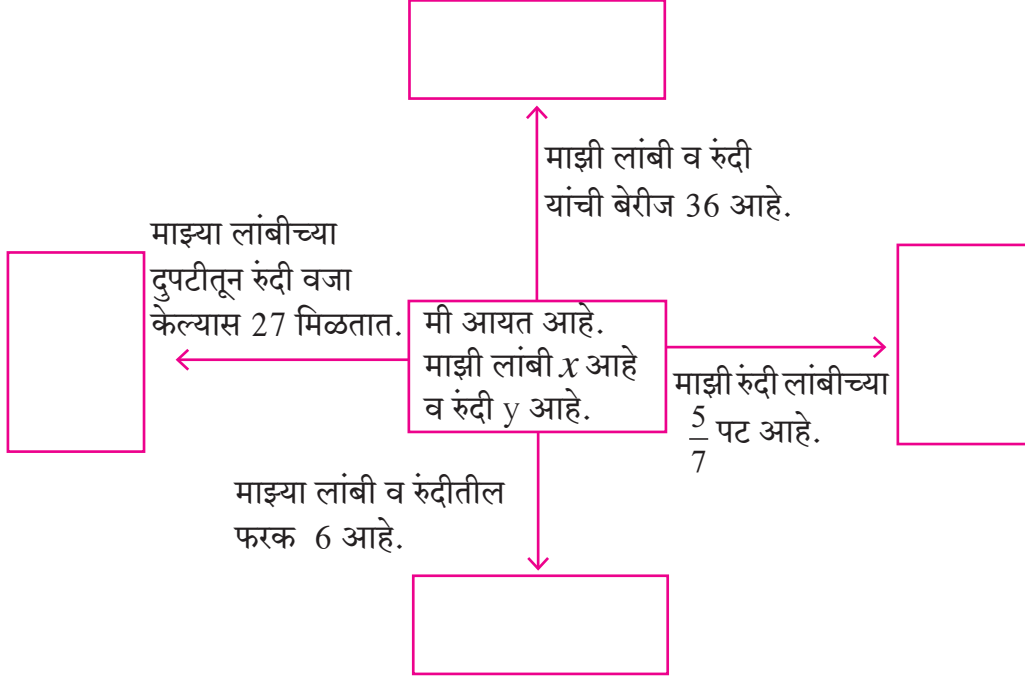 माझी लांबी व रुंदी
यांची बेरीज 36 आहे.
माझ्या लांबीच्या
दुपटीतून रुंदी वजा
केल्यास 27 मिळतात.
मी आयत आहे.
माझी लांबी x आहे
व रुंदी y आहे.
माझी रुंदी लांबीच्या
5/7 पट आहे.
माझ्या लांबी व रुंदीतील
फरक 6 आहे.